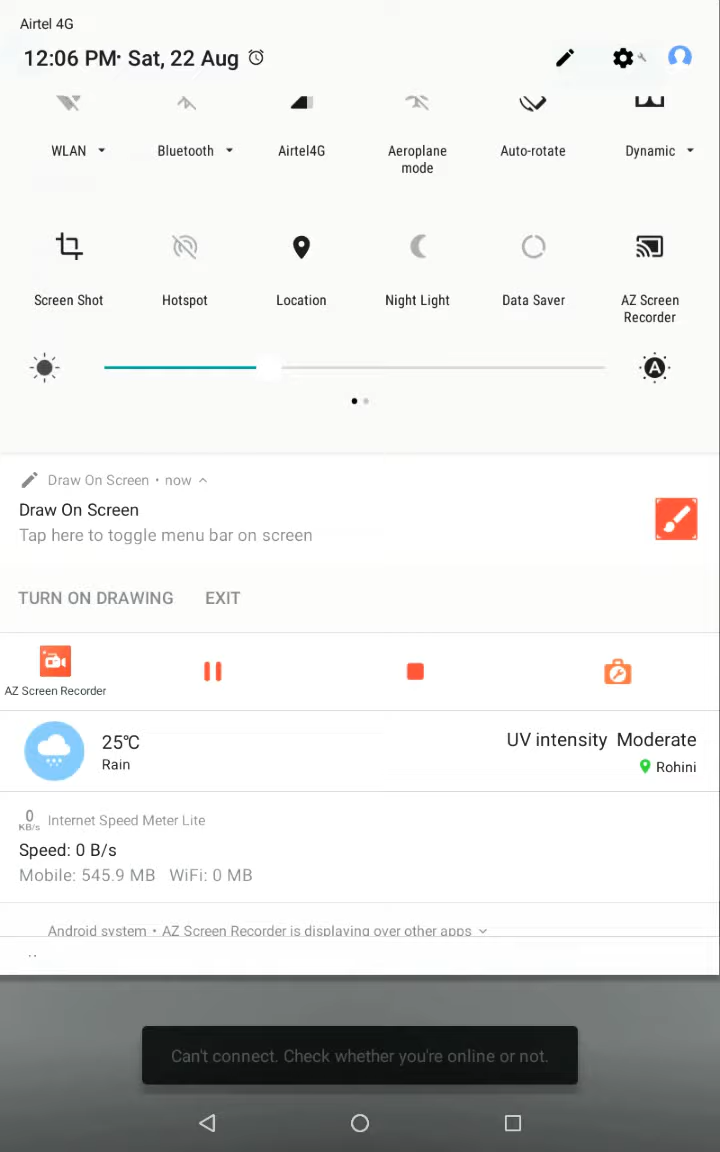 Airtel 4G
12:06 PM· Sat, 22 Aug
WLAN Bluetooth Airtel4G Aeroplane mode Auto-rotate Dynamic
Screen Shot Hotspot Location Night Light Data Saver AZ Screen Recorder
A
Draw On Screen • now
Draw On Screen
Tap here to toggle menu bar on screen
TURN ON DRAWING EXIT
AZ Screen Recorder
25℃ UV intensity Moderate
Rain Rohini
0 KB/s Internet Speed Meter Lite
Speed: 0 B/s
Mobile: 545.9 MB WiFi: 0 MB
Android system • AZ Screen Recorder is displaying over other apps
Can't connect. Check whether you're online or not.